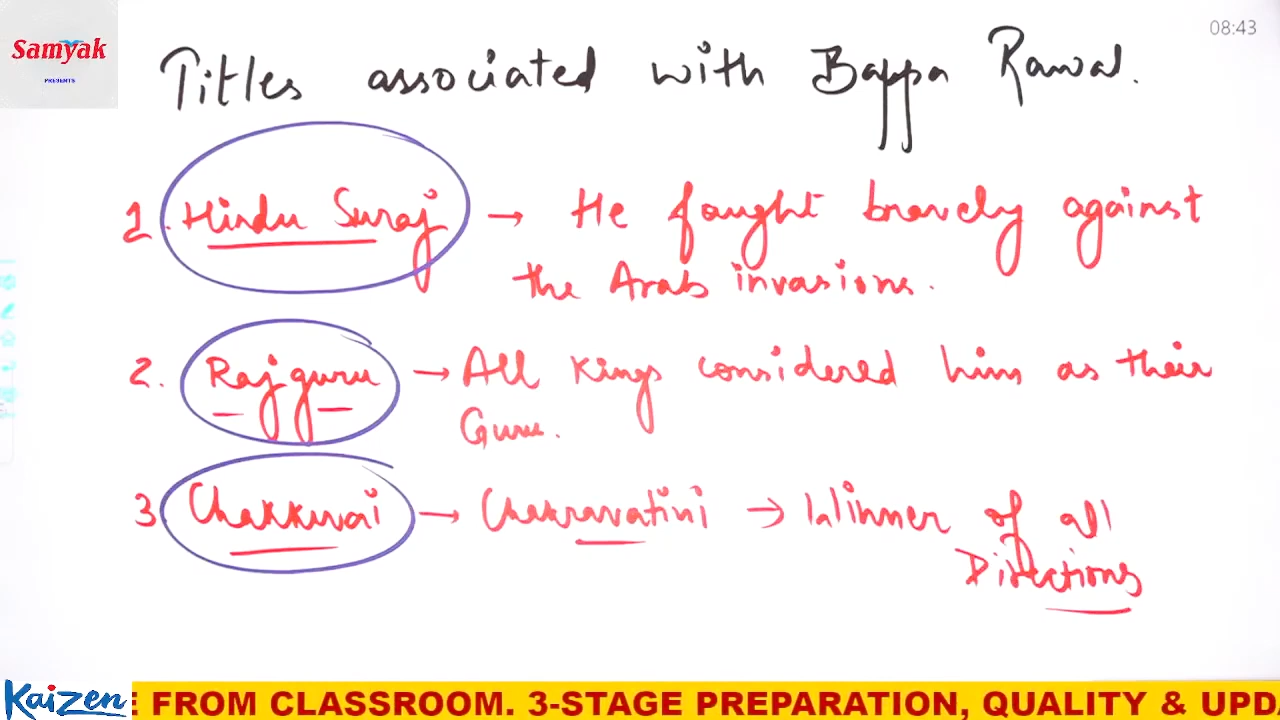 Samyak
PRESENTS
08:43
Titles associated with Bappa Rawal.
1. Hindu Suraj → He fought bravely against
the Arab invasions.
2. Rajguru → All Kings considered him as their
Guru.
3 Chakkwai → Chakravatini → Winner of all
Directions
Kaizen
E FROM CLASSROOM. 3-STAGE PREPARATION, QUALITY & UPD